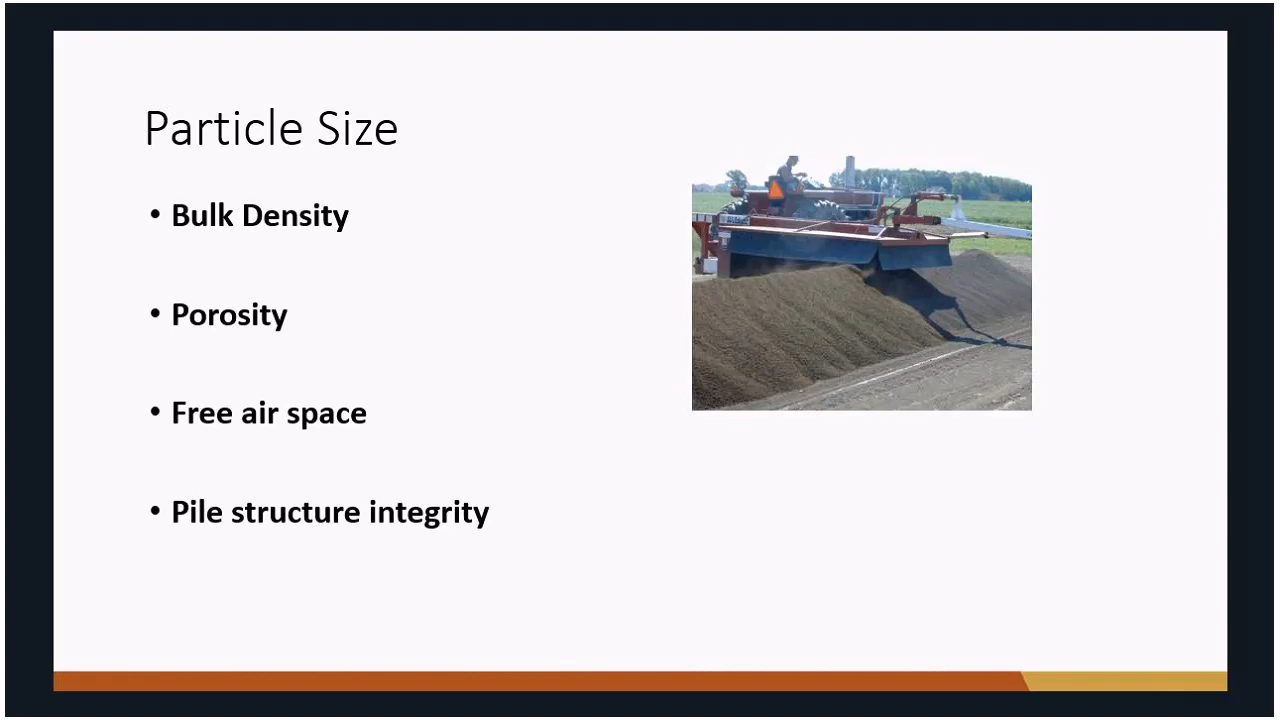 Particle Size
• Bulk Density
• Porosity
• Free air space
• Pile structure integrity